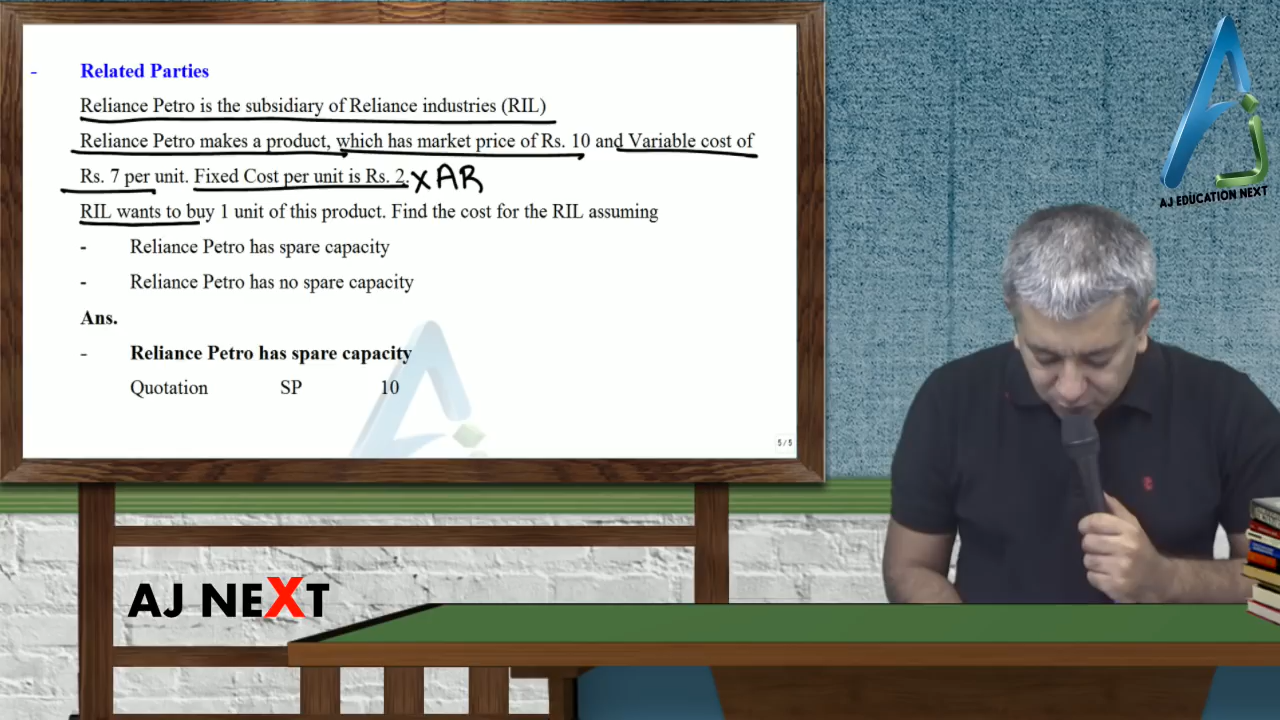 - Related Parties
Reliance Petro is the subsidiary of Reliance industries (RIL)
Reliance Petro makes a product, which has market price of Rs. 10 and Variable cost of
Rs. 7 per unit. Fixed Cost per unit is Rs. 2. X AR
RIL wants to buy 1 unit of this product. Find the cost for the RIL assuming
- Reliance Petro has spare capacity
- Reliance Petro has no spare capacity
Ans.
- Reliance Petro has spare capacity
Quotation SP 10
5 / 5
AJ EDUCATION NEXT
AJ NEXT